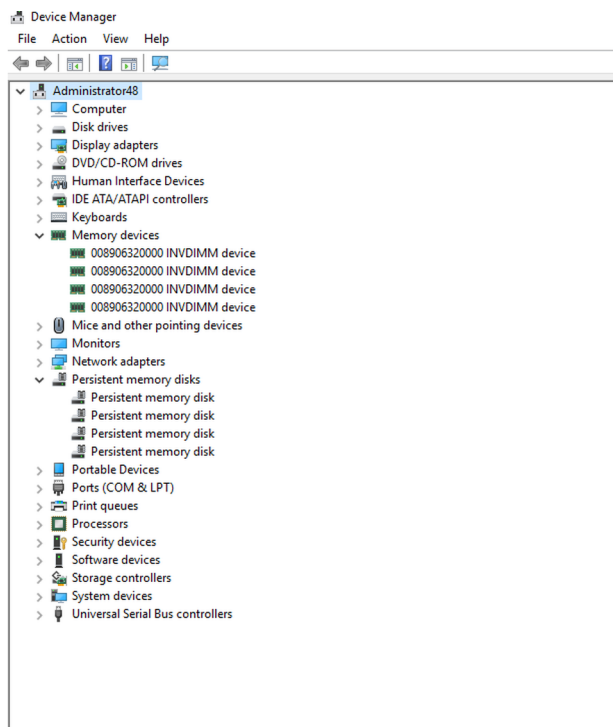 Device Manager
File Action View Help
Administrator48
Computer
Disk drives
Display adapters
DVD/CD-ROM drives
Human Interface Devices
IDE ATA/ATAPI controllers
Keyboards
Memory devices
008906320000 INVDIMM device
008906320000 INVDIMM device
008906320000 INVDIMM device
008906320000 INVDIMM device
Mice and other pointing devices
Monitors
Network adapters
Persistent memory disks
Persistent memory disk
Persistent memory disk
Persistent memory disk
Persistent memory disk
Portable Devices
Ports (COM & LPT)
Print queues
Processors
Security devices
Software devices
Storage controllers
System devices
Universal Serial Bus controllers